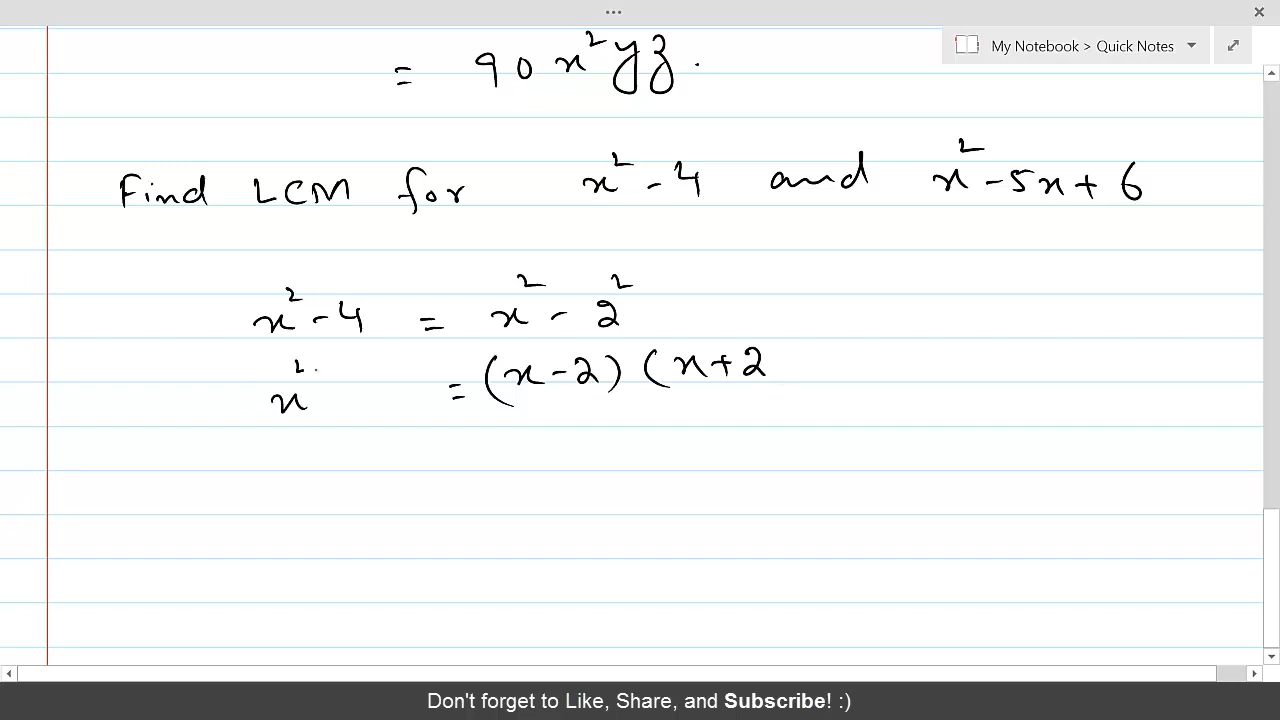 My Notebook > Quick Notes
= 90x²yz.
Find LCM for x² - 4 and x² - 5x + 6
x² - 4 = x² - 2²
= (x - 2) (x + 2
x²
Don't forget to Like, Share, and Subscribe! :)